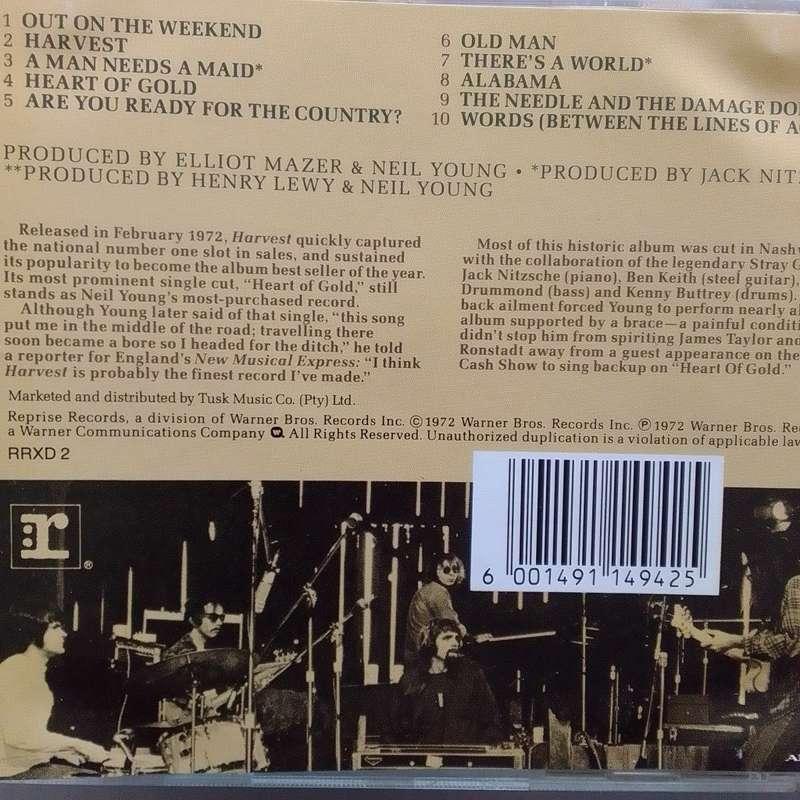 1 OUT ON THE WEEKEND
2 HARVEST
3 A MAN NEEDS A MAID*
4 HEART OF GOLD
5 ARE YOU READY FOR THE COUNTRY?
6 OLD MAN
7 THERE'S A WORLD*
8 ALABAMA
9 THE NEEDLE AND THE DAMAGE DO
10 WORDS (BETWEEN THE LINES OF A
PRODUCED BY ELLIOT MAZER & NEIL YOUNG • *PRODUCED BY JACK NIT
**PRODUCED BY HENRY LEWY & NEIL YOUNG
Released in February 1972, Harvest quickly captured
the national number one slot in sales, and sustained
its popularity to become the album best seller of the year.
Its most prominent single cut, "Heart of Gold," still
stands as Neil Young's most-purchased record.
Although Young later said of that single, "this song
put me in the middle of the road; travelling there
soon became a bore so I headed for the ditch," he told
a reporter for England's New Musical Express: "I think
Harvest is probably the finest record I've made."
Most of this historic album was cut in Nashv
with the collaboration of the legendary Stray G
Jack Nitzsche (piano), Ben Keith (steel guitar),
Drummond (bass) and Kenny Buttrey (drums).
back ailment forced Young to perform nearly al
album supported by a brace—a painful conditi
didn't stop him from spiriting James Taylor and
Ronstadt away from a guest appearance on the
Cash Show to sing backup on "Heart Of Gold."
Marketed and distributed by Tusk Music Co. (Pty) Ltd.
Reprise Records, a division of Warner Bros. Records Inc. ©1972 Warner Bros. Records Inc. ℗1972 Warner Bros. Re
a Warner Communications Company All Rights Reserved. Unauthorized duplication is a violation of applicable law
RRXD 2
r ®
6 001491 149425